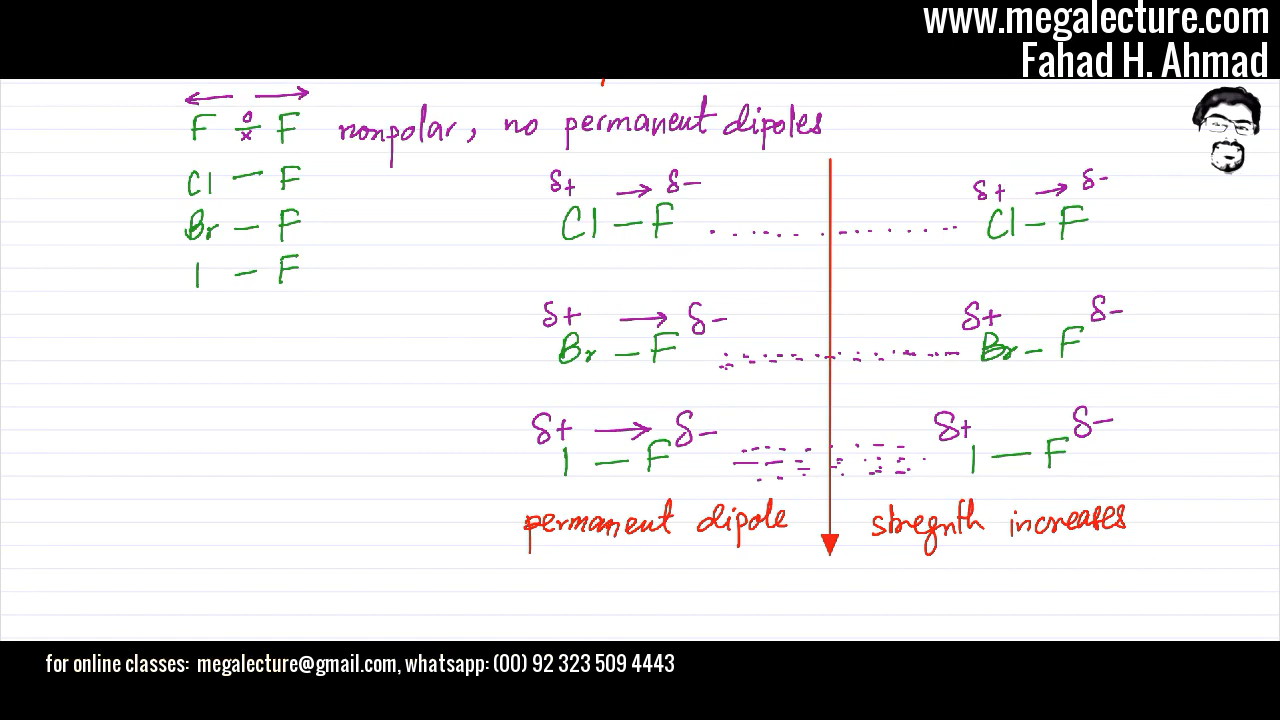 www.megalecture.com
Fahad H. Ahmad
F o/x F nonpolar, no permanent dipoles
Cl — F
Br — F
I — F
δ+ → δ- δ+ → δ-
Cl — F ............ Cl — F
δ+ → δ- δ+ δ-
Br — F ............ Br — F
δ+ → δ- δ+ δ-
I — F ............ I — F
permanent dipole stregnth increases
for online classes: megalecture@gmail.com, whatsapp: (00) 92 323 509 4443